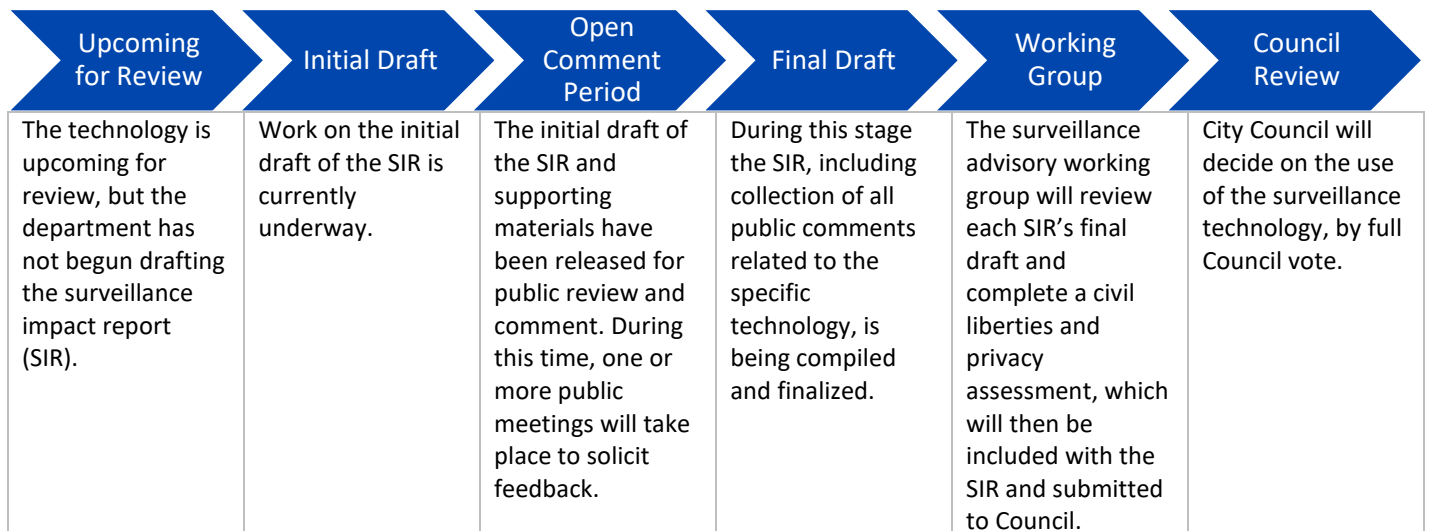 Upcoming
for Review
Initial Draft
Open
Comment
Period
Final Draft
Working
Group
Council
Review
The technology is
upcoming for
review, but the
department has
not begun drafting
the surveillance
impact report
(SIR).
Work on the initial
draft of the SIR is
currently
underway.
The initial draft of
the SIR and
supporting
materials have
been released for
public review and
comment. During
this time, one or
more public
meetings will take
place to solicit
feedback.
During this stage
the SIR, including
collection of all
public comments
related to the
specific
technology, is
being compiled
and finalized.
The surveillance
advisory working
group will review
each SIR’s final
draft and
complete a civil
liberties and
privacy
assessment, which
will then be
included with the
SIR and submitted
to Council.
City Council will
decide on the use
of the surveillance
technology, by full
Council vote.